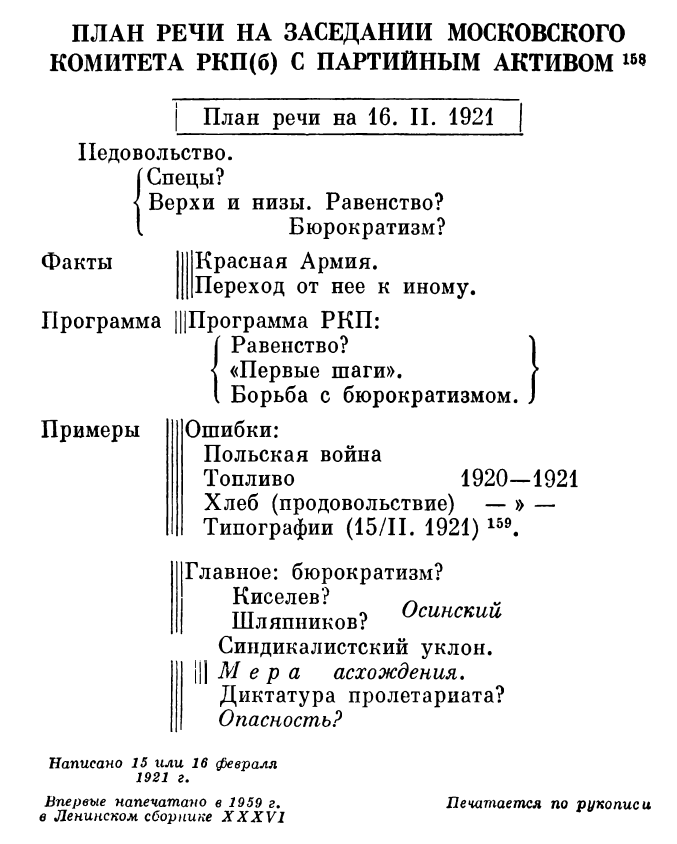 ПЛАН РЕЧИ НА ЗАСЕДАНИИ МОСКОВСКОГО
КОМИТЕТА РКП(б) С ПАРТИЙНЫМ АКТИВОМ 158
План речи на 16. II. 1921
Недовольство.
Спецы?
Верхи и низы. Равенство?
Бюрократизм?
Факты Красная Армия.
Переход от нее к иному.
Программа Программа РКП:
Равенство?
«Первые шаги».
Борьба с бюрократизмом.
Примеры Ошибки:
Польская война
Топливо 1920—1921
Хлеб (продовольствие) — » —
Типографии (15/II. 1921) 159.
Главное: бюрократизм?
Киселев?
Шляпников? Осинский
Синдикалистский уклон.
Мера асхождения.
Диктатура пролетариата?
Опасность?
Написано 15 или 16 февраля
1921 г.
Впервые напечатано в 1959 г. Печатается по рукописи
в Ленинском сборнике XXXVI